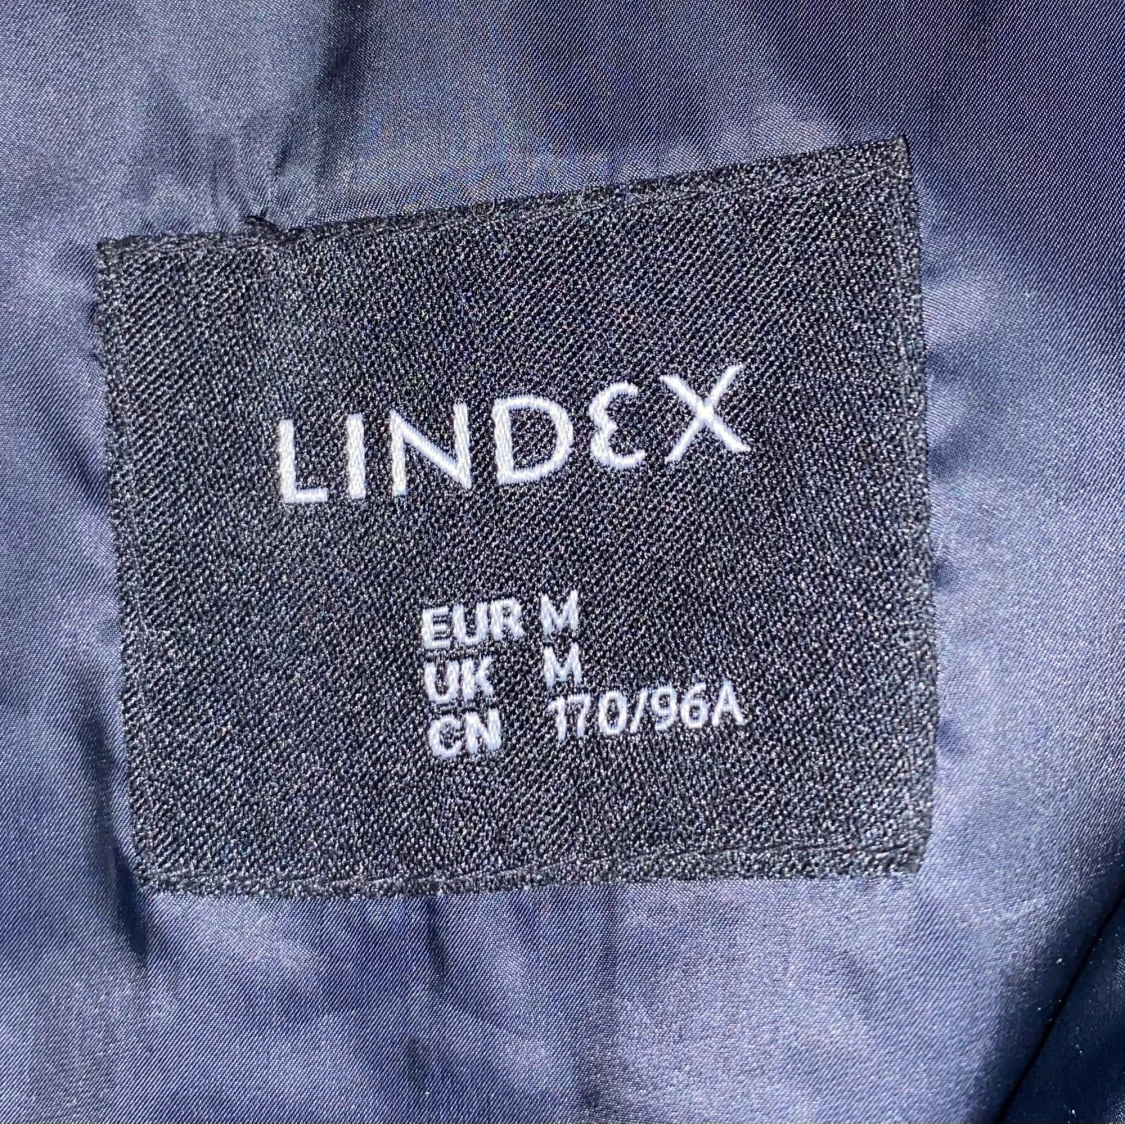 LINDEX
EUR M
UK M
CN 170/96A